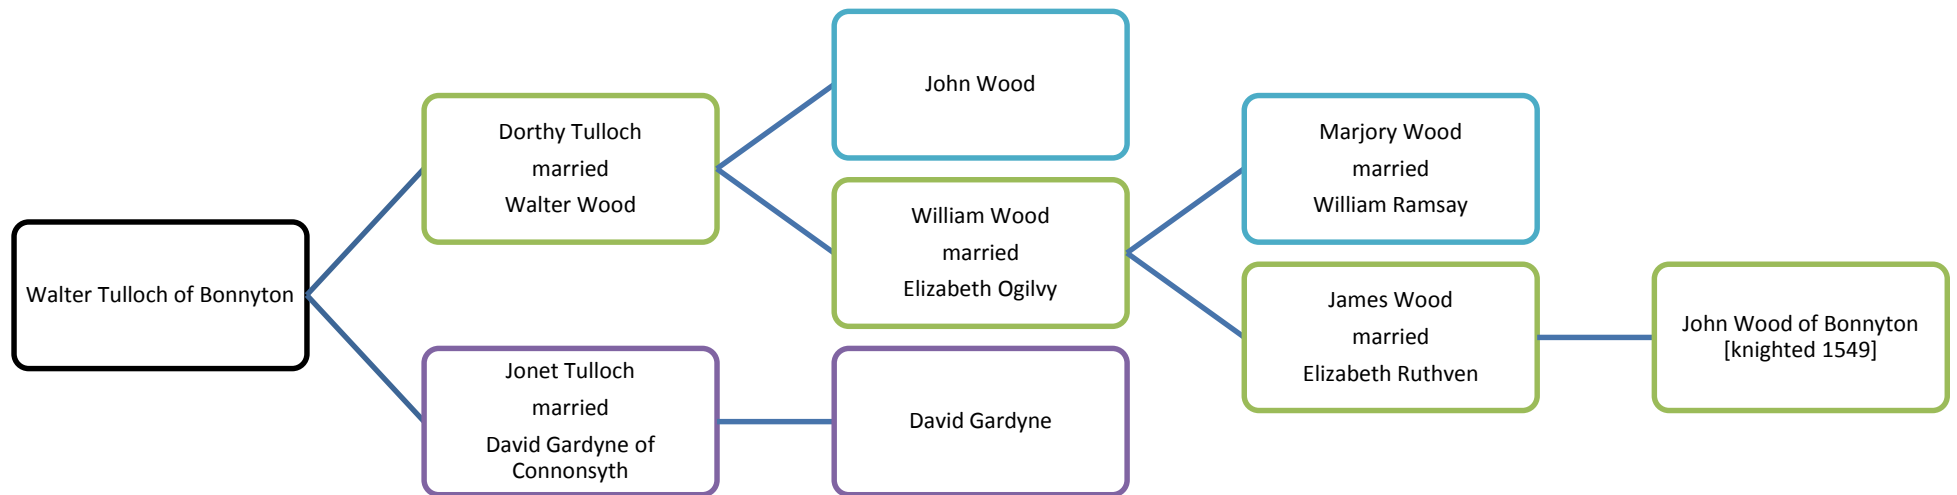 Walter Tulloch of Bonnyton
Dorthy Tulloch
married
Walter Wood
John Wood
William Wood
married
Elizabeth Ogilvy
Marjory Wood
married
William Ramsay
James Wood
married
Elizabeth Ruthven
John Wood of Bonnyton
[knighted 1549]
Jonet Tulloch
married
David Gardyne of
Connonsyth
David Gardyne